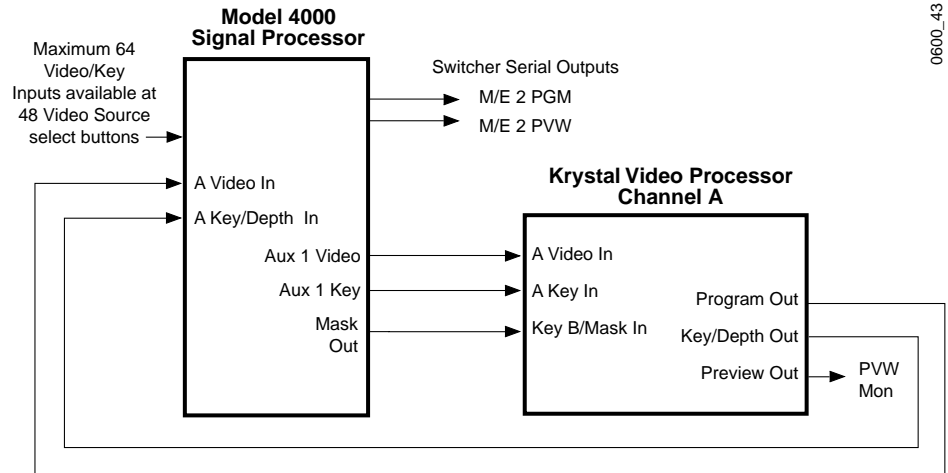 0600_43
Model 4000
Signal Processor
Maximum 64
Video/Key
Inputs available at
48 Video Source
select buttons
Switcher Serial Outputs
M/E 2 PGM
M/E 2 PVW
A Video In
A Key/Depth In
Aux 1 Video
Aux 1 Key
Mask
Out
Krystal Video Processor
Channel A
A Video In
A Key In
Key B/Mask In
Program Out
Key/Depth Out
Preview Out
PVW
Mon